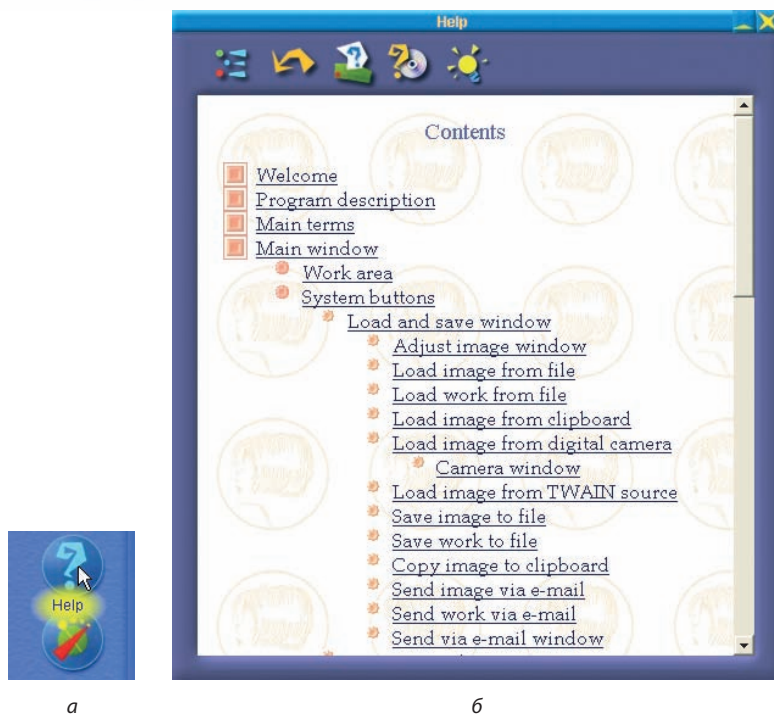 Help
Contents
Welcome
Program description
Main terms
Main window
Work area
System buttons
Load and save window
Adjust image window
Load image from file
Load work from file
Load image from clipboard
Load image from digital camera
Camera window
Load image from TWAIN source
Save image to file
Save work to file
Copy image to clipboard
Send image via e-mail
Send work via e-mail
Send via e-mail window
Help
а
б